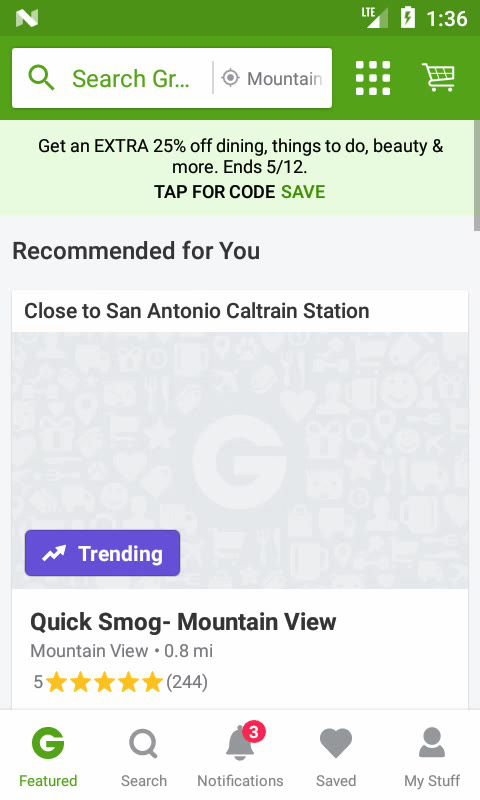 LTE 1:36
Search Gr... Mountain
Get an EXTRA 25% off dining, things to do, beauty &
more. Ends 5/12.
TAP FOR CODE SAVE
Recommended for You
Close to San Antonio Caltrain Station
G
Trending
Quick Smog- Mountain View
Mountain View • 0.8 mi
5 (244)
3
G
Featured Search Notifications Saved My Stuff